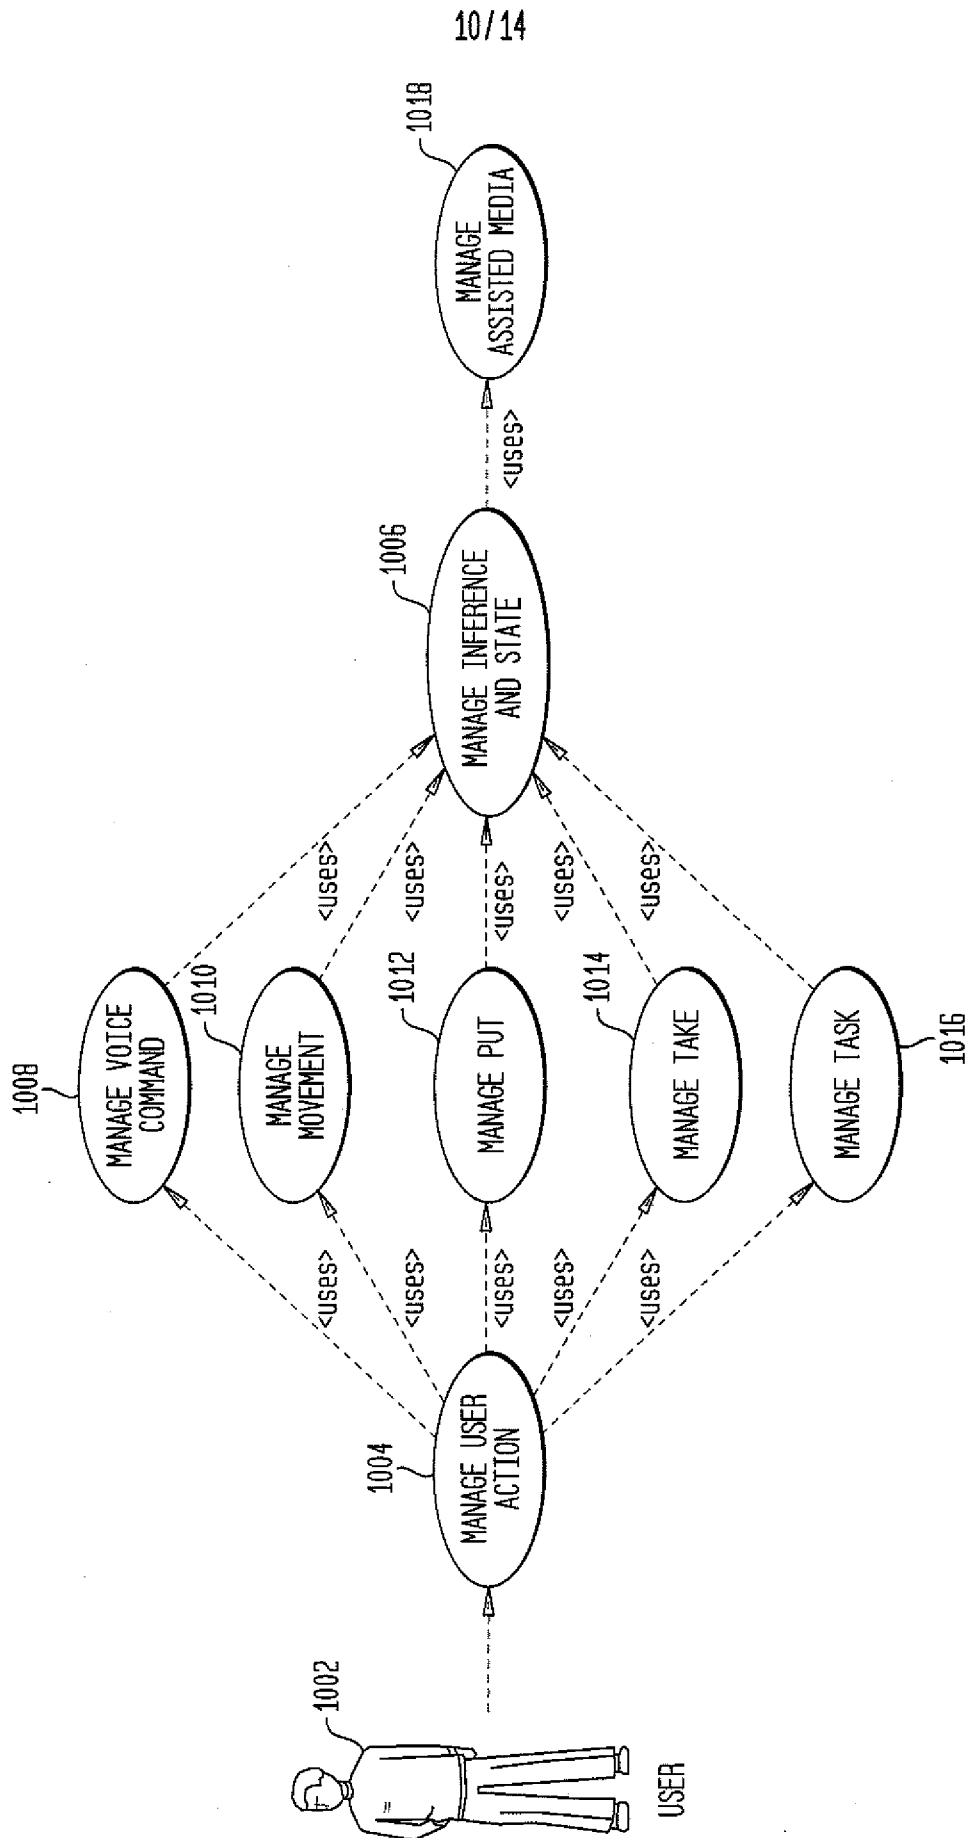 10/14
1002
USER
1004
MANAGE USER
ACTION
<uses>
<uses>
<uses>
<uses>
<uses>
1008
MANAGE VOICE
COMMAND
1010
MANAGE
MOVEMENT
1012
MANAGE PUT
1014
MANAGE TAKE
1016
MANAGE TASK
<uses>
<uses>
<uses>
<uses>
<uses>
1006
MANAGE INFERENCE
AND STATE
<uses>
1018
MANAGE
ASSISTED MEDIA